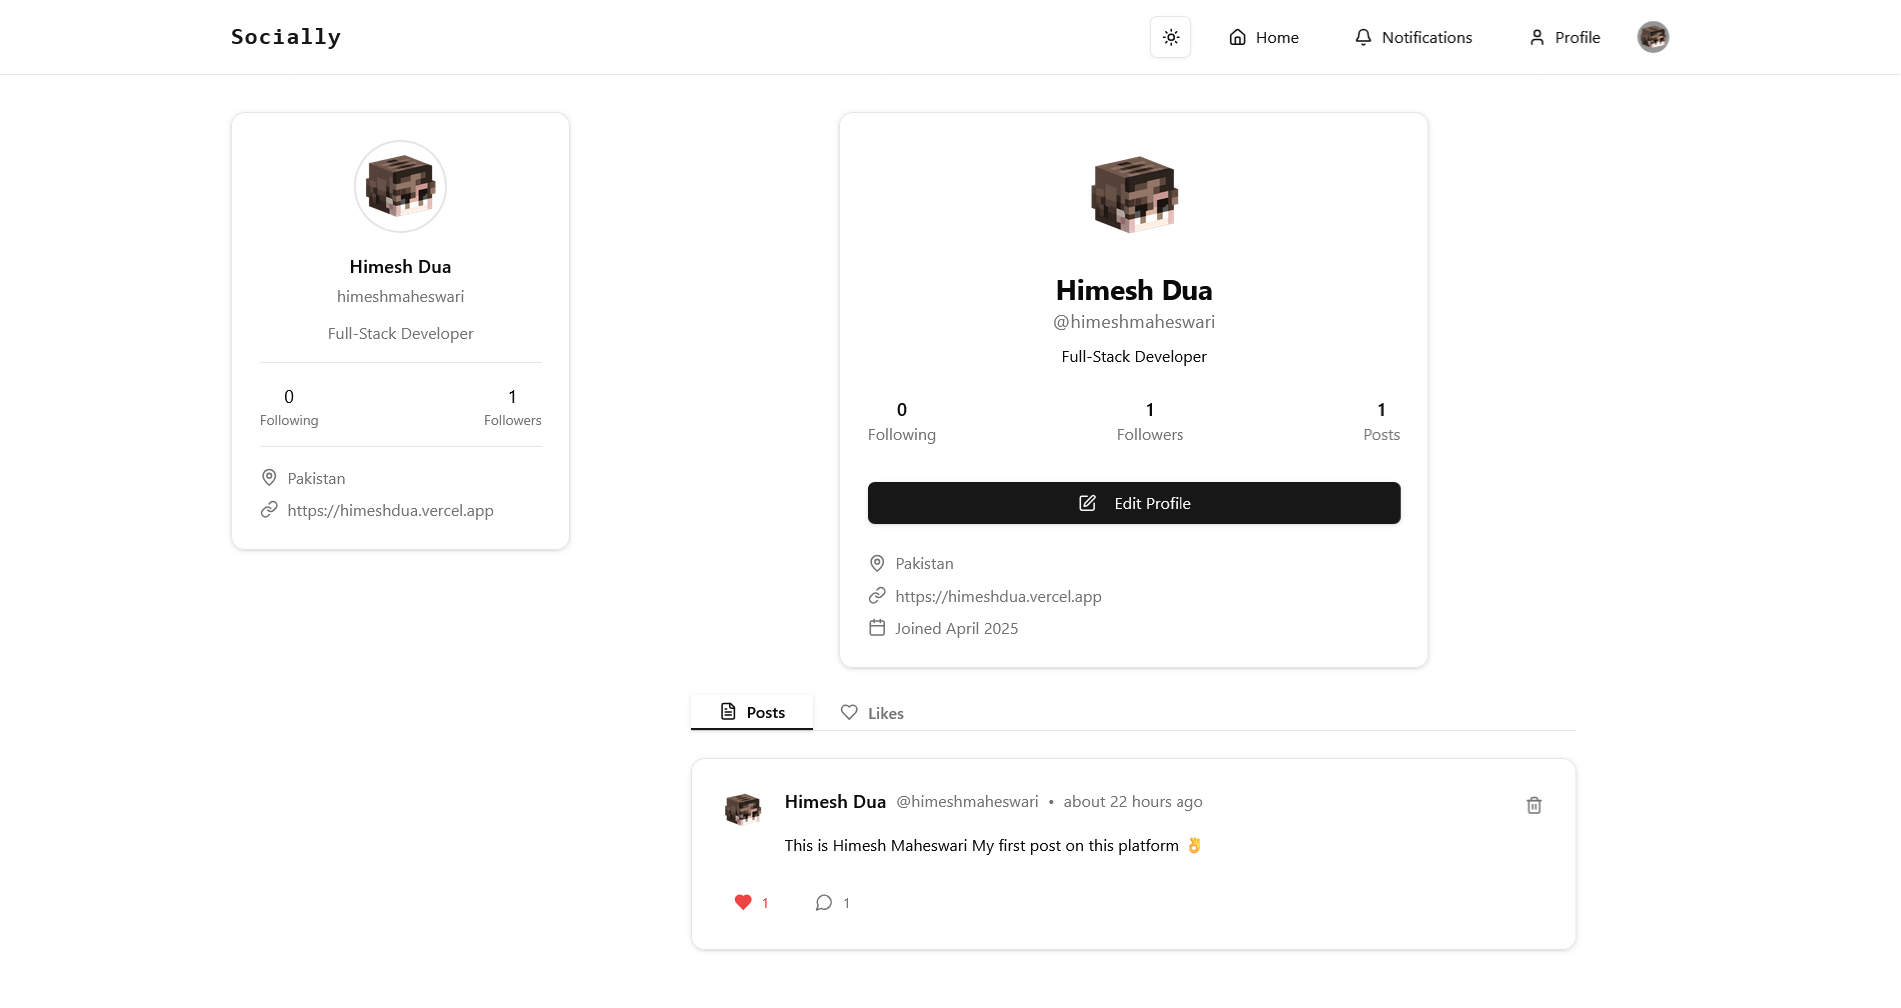 Socially
Home
Notifications
Profile
Himesh Dua
himeshmaheswari
Full-Stack Developer
0
Following
1
Followers
Pakistan
https://himeshdua.vercel.app
Himesh Dua
@himeshmaheswari
Full-Stack Developer
0
Following
1
Followers
1
Posts
Edit Profile
Pakistan
https://himeshdua.vercel.app
Joined April 2025
Posts
Likes
Himesh Dua @himeshmaheswari • about 22 hours ago
This is Himesh Maheswari My first post on this platform 👌
1
1